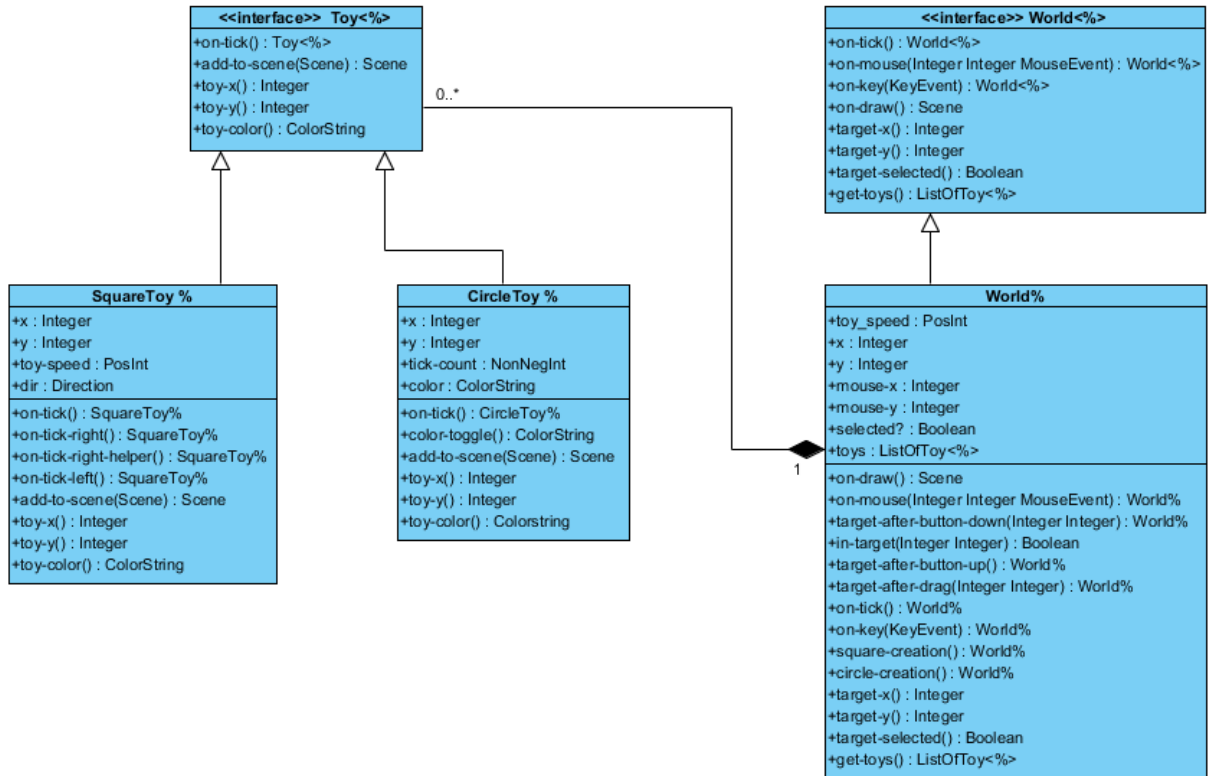 <<interface>> Toy<%>
+on-tick() : Toy<%>
+add-to-scene(Scene) : Scene
+toy-x() : Integer
+toy-y() : Integer
+toy-color() : ColorString
0..*
<<interface>> World<%>
+on-tick() : World<%>
+on-mouse(Integer Integer MouseEvent) : World<%>
+on-key(KeyEvent) : World<%>
+on-draw() : Scene
+target-x() : Integer
+target-y() : Integer
+target-selected() : Boolean
+get-toys() : ListOfToy<%>
SquareToy %
+x : Integer
+y : Integer
+toy-speed : PosInt
+dir : Direction
+on-tick() : SquareToy%
+on-tick-right() : SquareToy%
+on-tick-right-helper() : SquareToy%
+on-tick-left() : SquareToy%
+add-to-scene(Scene) : Scene
+toy-x() : Integer
+toy-y() : Integer
+toy-color() : ColorString
CircleToy %
+x : Integer
+y : Integer
+tick-count : NonNegInt
+color : ColorString
+on-tick() : CircleToy%
+color-toggle() : ColorString
+add-to-scene(Scene) : Scene
+toy-x() : Integer
+toy-y() : Integer
+toy-color() : Colorstring
1
World%
+toy_speed : PosInt
+x : Integer
+y : Integer
+mouse-x : Integer
+mouse-y : Integer
+selected? : Boolean
+toys : ListOfToy<%>
+on-draw() : Scene
+on-mouse(Integer Integer MouseEvent) : World%
+target-after-button-down(Integer Integer) : World%
+in-target(Integer Integer) : Boolean
+target-after-button-up() : World%
+target-after-drag(Integer Integer) : World%
+on-tick() : World%
+on-key(KeyEvent) : World%
+square-creation() : World%
+circle-creation() : World%
+target-x() : Integer
+target-y() : Integer
+target-selected() : Boolean
+get-toys() : ListOfToy<%>